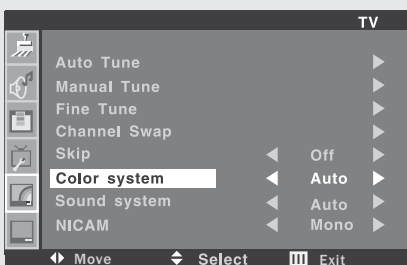 TV
Auto Tune
Manual Tune
Fine Tune
Channel Swap
Skip Off
Color system Auto
Sound system Auto
NICAM Mono
Move Select Exit